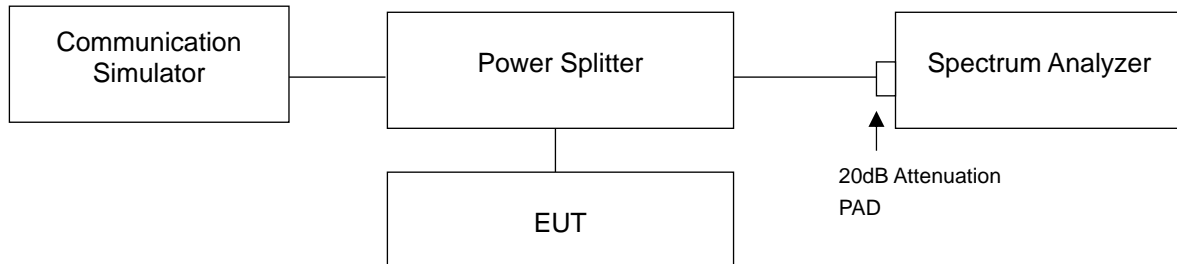 Communication
Simulator
Power Splitter
Spectrum Analyzer
20dB Attenuation
PAD
EUT